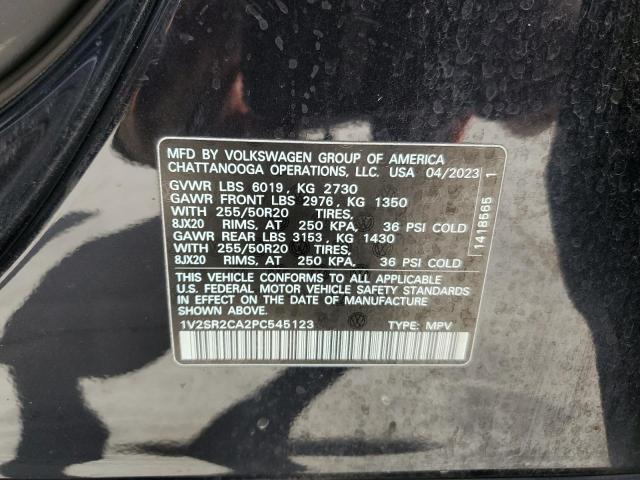 MFD BY VOLKSWAGEN GROUP OF AMERICA
CHATTANOOGA OPERATIONS, LLC. USA 04/2023
GVWR LBS 6019, KG 2730
GAWR FRONT LBS 2976, KG 1350
WITH 255/50R20 TIRES,
8JX20 RIMS, AT 250 KPA, 36 PSI COLD
GAWR REAR LBS 3153, KG 1430
WITH 255/50R20 TIRES,
8JX20 RIMS, AT 250 KPA, 36 PSI COLD
THIS VEHICLE CONFORMS TO ALL APPLICABLE
U.S. FEDERAL MOTOR VEHICLE SAFETY STANDARDS
IN EFFECT ON THE DATE OF MANUFACTURE
SHOWN ABOVE.
1V2SR2CA2PC545123 TYPE: MPV
1418565 1